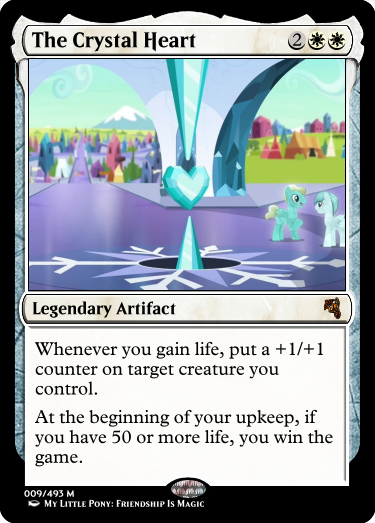 The Crystal Heart 2
Legendary Artifact
Whenever you gain life, put a +1/+1
counter on target creature you
control.
At the beginning of your upkeep, if
you have 50 or more life, you win the
game.
009/493 M
My Little Pony: Friendship Is Magic